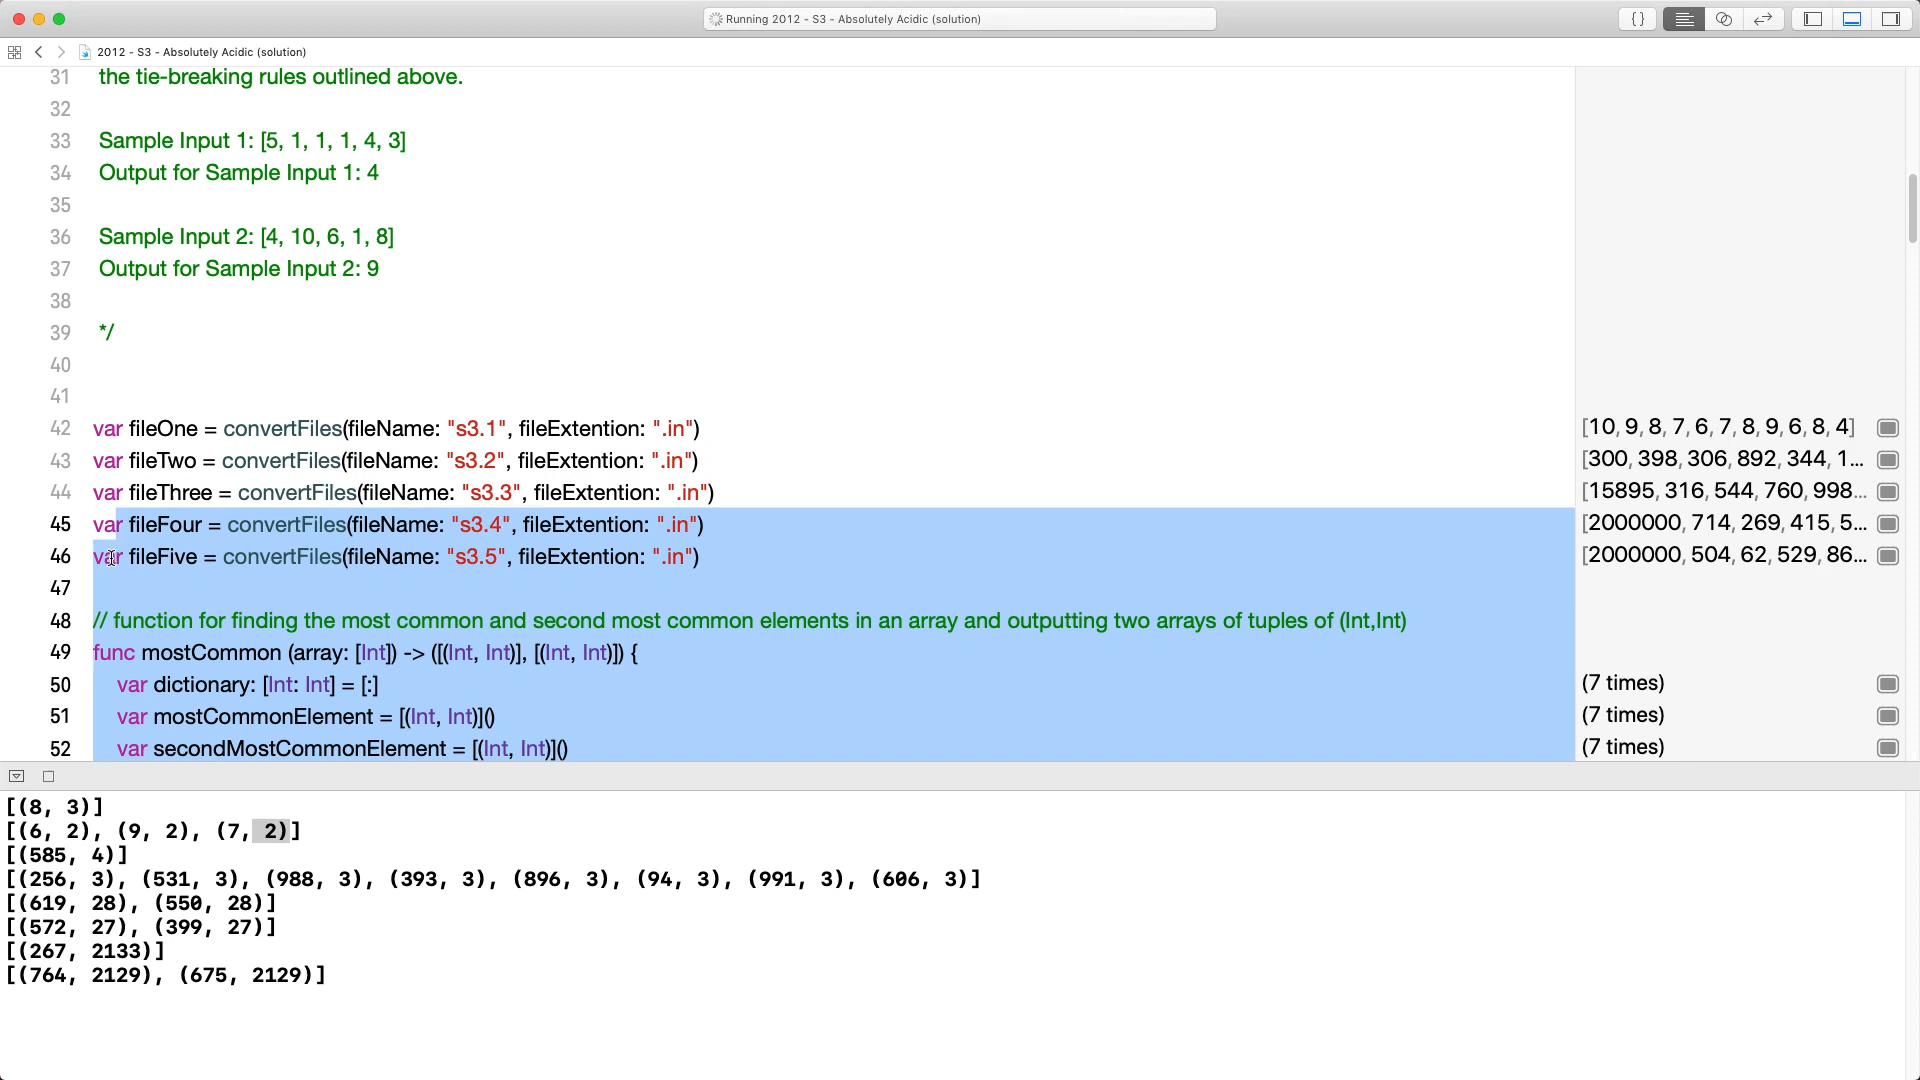 Running 2012 - S3 - Absolutely Acidic (solution)
{ }
2012 - S3 - Absolutely Acidic (solution)
31 the tie-breaking rules outlined above.
32
33 Sample Input 1: [5, 1, 1, 1, 4, 3]
34 Output for Sample Input 1: 4
35
36 Sample Input 2: [4, 10, 6, 1, 8]
37 Output for Sample Input 2: 9
38
39 */
40
41
42 var fileOne = convertFiles(fileName: "s3.1", fileExtention: ".in") [10, 9, 8, 7, 6, 7, 8, 9, 6, 8, 4]
43 var fileTwo = convertFiles(fileName: "s3.2", fileExtention: ".in") [300, 398, 306, 892, 344, 1...
44 var fileThree = convertFiles(fileName: "s3.3", fileExtention: ".in") [15895, 316, 544, 760, 998...
45 var fileFour = convertFiles(fileName: "s3.4", fileExtention: ".in") [2000000, 714, 269, 415, 5...
46 var fileFive = convertFiles(fileName: "s3.5", fileExtention: ".in") [2000000, 504, 62, 529, 86...
47
48 // function for finding the most common and second most common elements in an array and outputting two arrays of tuples of (Int,Int)
49 func mostCommon (array: [Int]) -> ([(Int, Int)], [(Int, Int)]) {
50 var dictionary: [Int: Int] = [:] (7 times)
51 var mostCommonElement = [(Int, Int)]() (7 times)
52 var secondMostCommonElement = [(Int, Int)]() (7 times)
[(8, 3)]
[(6, 2), (9, 2), (7, 2)]
[(585, 4)]
[(256, 3), (531, 3), (988, 3), (393, 3), (896, 3), (94, 3), (991, 3), (606, 3)]
[(619, 28), (550, 28)]
[(572, 27), (399, 27)]
[(267, 2133)]
[(764, 2129), (675, 2129)]